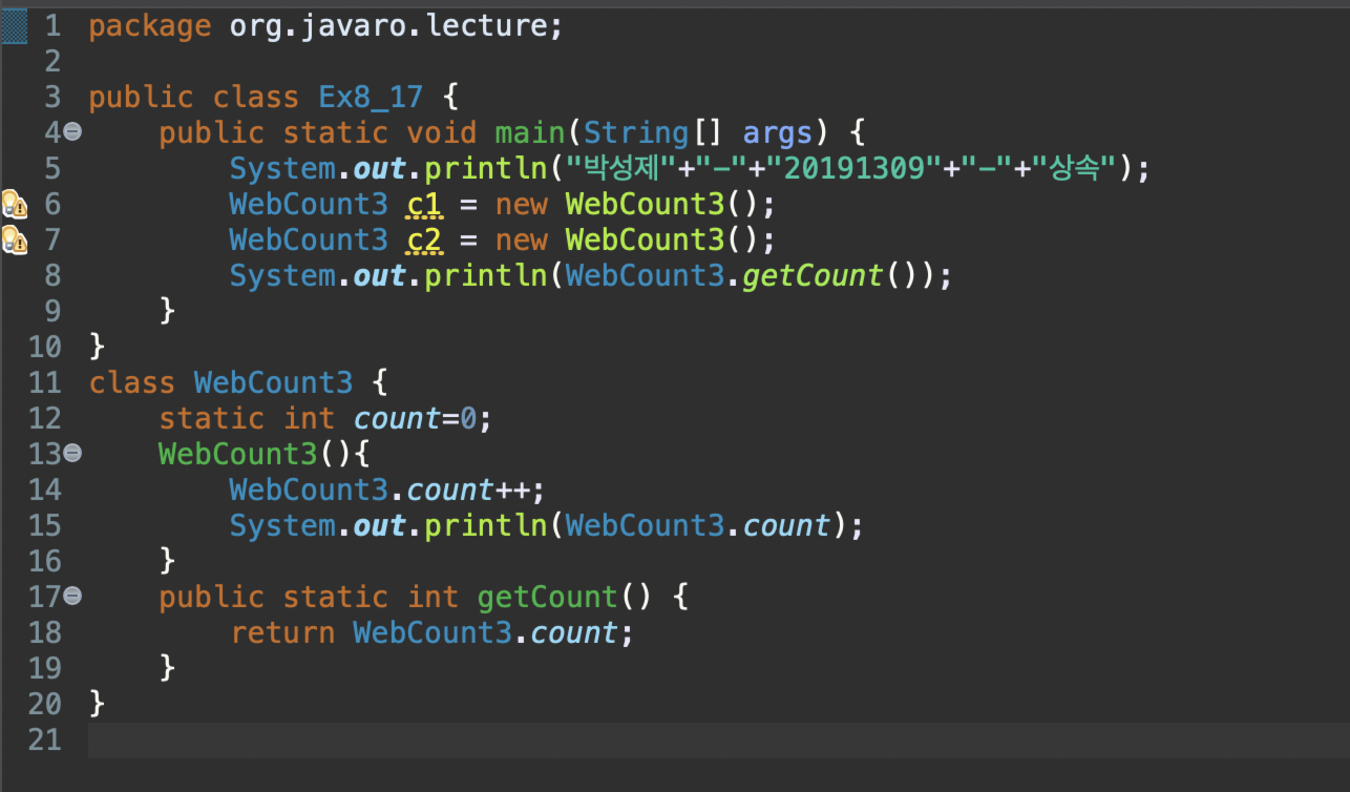 1 package org.javaro.lecture;
2
3 public class Ex8_17 {
4     public static void main(String[] args) {
5         System.out.println("박성제"+"-"+"20191309"+"-"+"상속");
6         WebCount3 c1 = new WebCount3();
7         WebCount3 c2 = new WebCount3();
8         System.out.println(WebCount3.getCount());
9     }
10 }
11 class WebCount3 {
12     static int count=0;
13     WebCount3(){
14         WebCount3.count++;
15         System.out.println(WebCount3.count);
16     }
17     public static int getCount() {
18         return WebCount3.count;
19     }
20 }
21